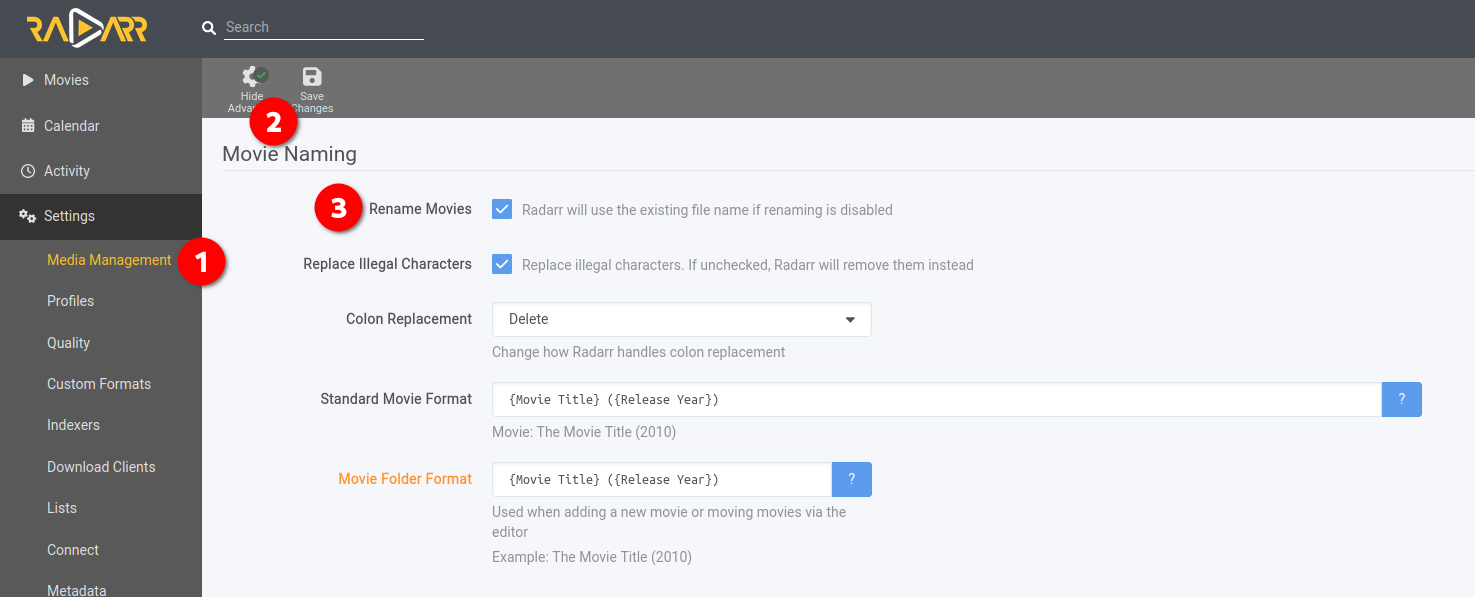 RADARR
Search
Movies
Calendar
Activity
Settings
Media Management
Profiles
Quality
Custom Formats
Indexers
Download Clients
Lists
Connect
Metadata
1
Hide
Save
Changes
2
Movie Naming
3
Rename Movies
Radarr will use the existing file name if renaming is disabled
Replace Illegal Characters
Replace illegal characters. If unchecked, Radarr will remove them instead
Colon Replacement
Delete
Change how Radarr handles colon replacement
Standard Movie Format
{Movie Title} ({Release Year})
?
Movie: The Movie Title (2010)
Movie Folder Format
{Movie Title} ({Release Year})
?
Used when adding a new movie or moving movies via the
editor
Example: The Movie Title (2010)